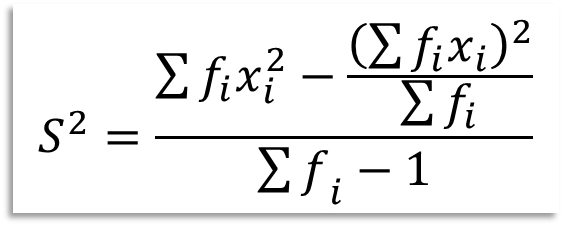 S² = (∑ fᵢxᵢ² − (∑ fᵢxᵢ)² / ∑ fᵢ) / (∑ fᵢ − 1)